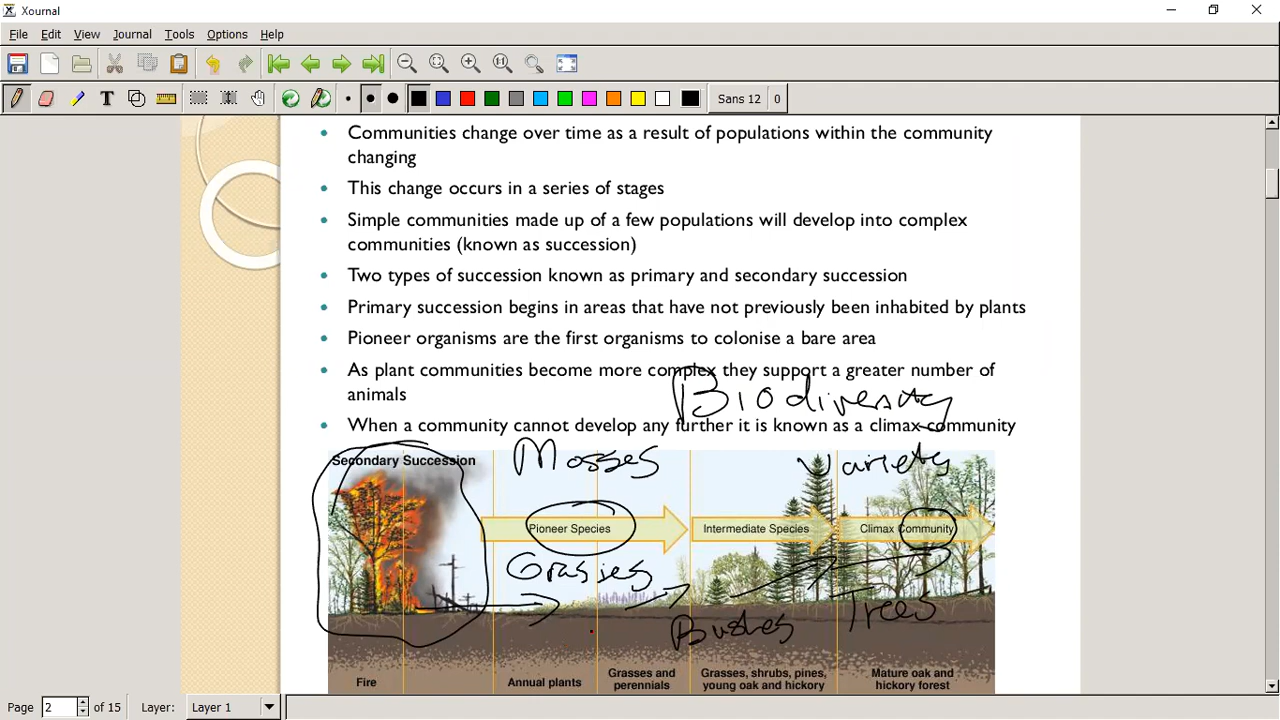 Xournal
File Edit View Journal Tools Options Help
T Sans 12 0
Communities change over time as a result of populations within the community
changing
This change occurs in a series of stages
Simple communities made up of a few populations will develop into complex
communities (known as succession)
Two types of succession known as primary and secondary succession
Primary succession begins in areas that have not previously been inhabited by plants
Pioneer organisms are the first organisms to colonise a bare area
As plant communities become more complex they support a greater number of
animals
Biodiversity
When a community cannot develop any further it is known as a climax community
Secondary Succession Mosses Variety
Pioneer Species Intermediate Species Climax Community
Grasses
Bushes Trees
Fire Annual plants Grasses and perennials Grasses, shrubs, pines, young oak and hickory Mature oak and hickory forest
Page 2 of 15 Layer: Layer 1